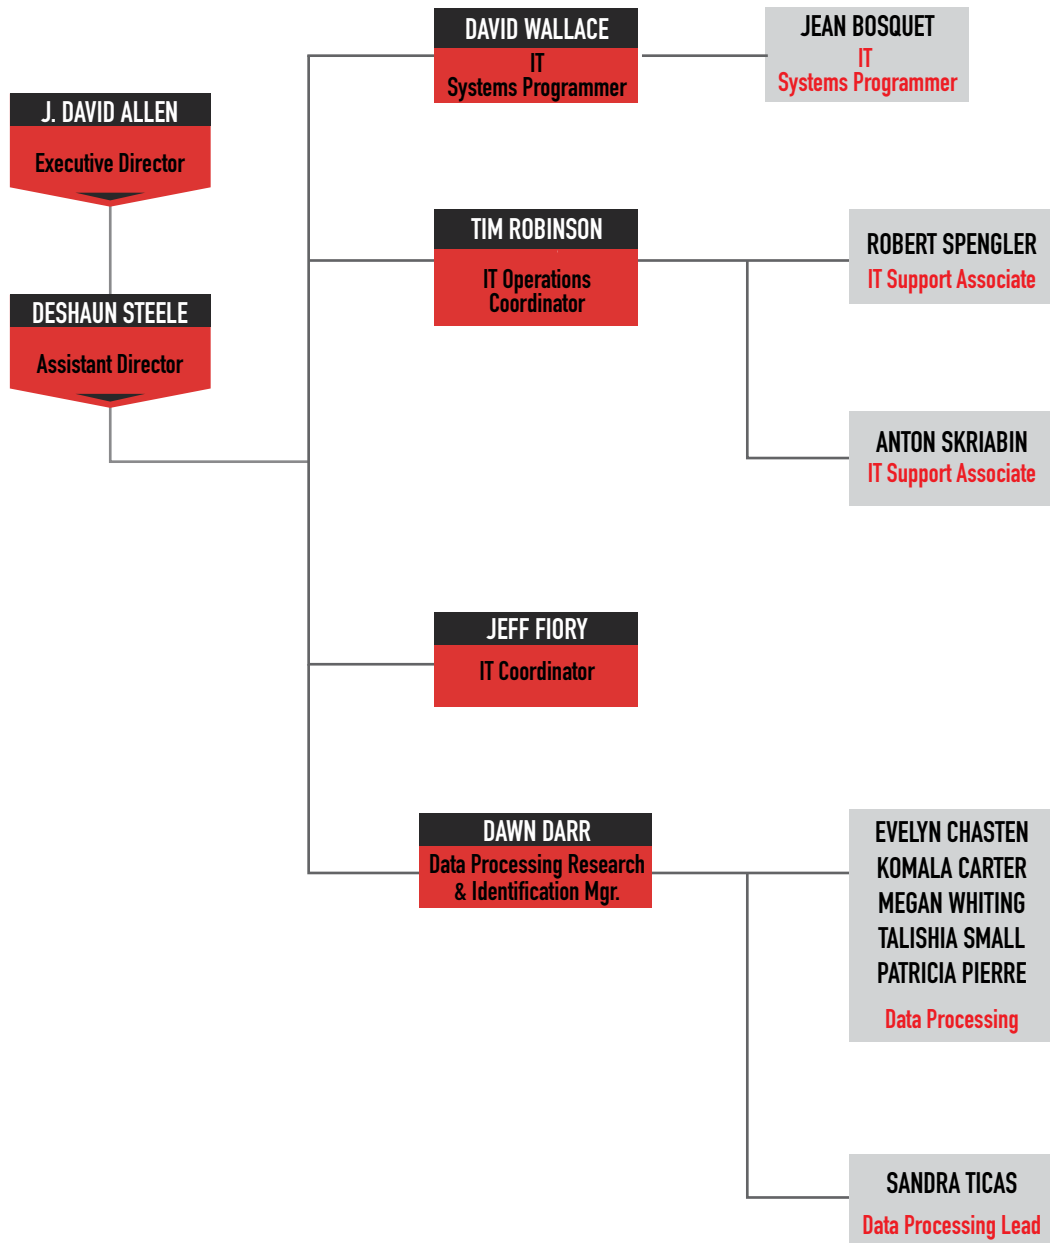 J. DAVID ALLEN
Executive Director
DESHAUN STEELE
Assistant Director
DAVID WALLACE
IT
Systems Programmer
JEAN BOSQUET
IT
Systems Programmer
TIM ROBINSON
IT Operations
Coordinator
ROBERT SPENGLER
IT Support Associate
ANTON SKRIABIN
IT Support Associate
JEFF FIORY
IT Coordinator
DAWN DARR
Data Processing Research
& Identification Mgr.
EVELYN CHASTEN
KOMALA CARTER
MEGAN WHITING
TALISHIA SMALL
PATRICIA PIERRE
Data Processing
SANDRA TICAS
Data Processing Lead